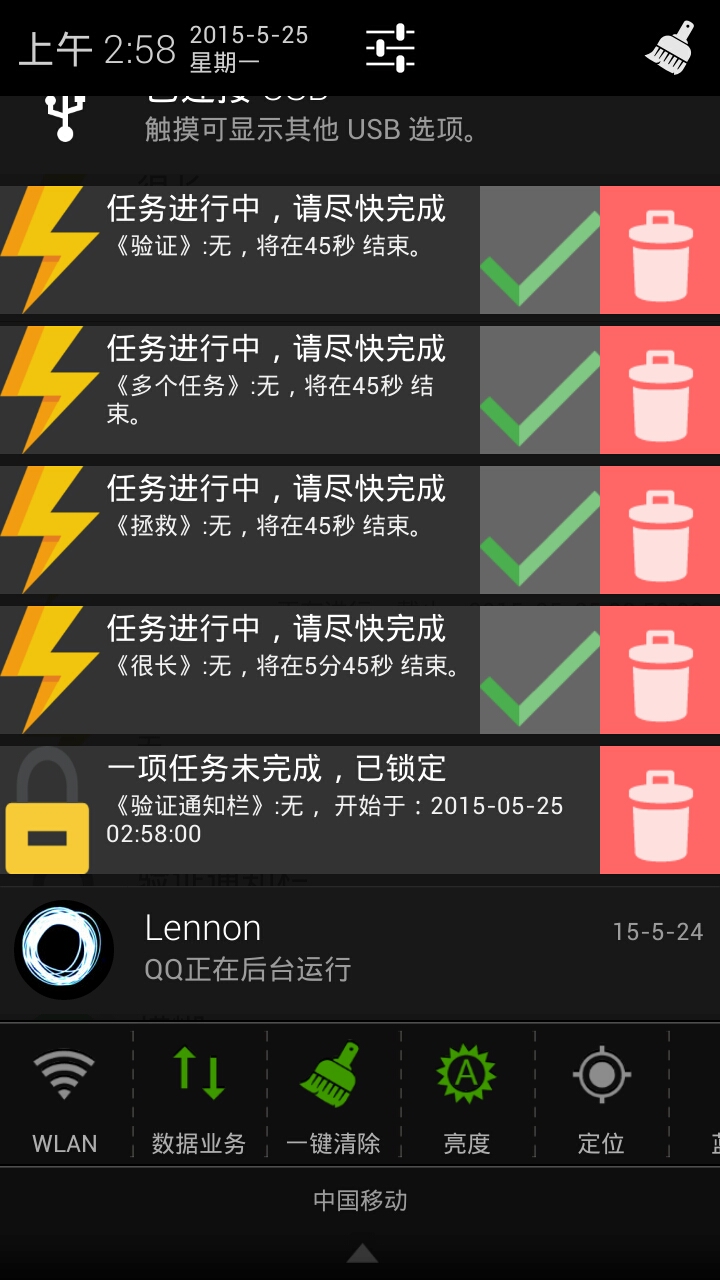 上午 2:58
2015-5-25
星期一
已连接 USB
触摸可显示其他 USB 选项。
任务进行中，请尽快完成
《验证》:无，将在45秒 结束。
任务进行中，请尽快完成
《多个任务》:无，将在45秒 结
束。
任务进行中，请尽快完成
《拯救》:无，将在45秒 结束。
任务进行中，请尽快完成
《很长》:无，将在5分45秒 结束。
一项任务未完成，已锁定
《验证通知栏》:无， 开始于：2015-05-25
02:58:00
Lennon
15-5-24
QQ正在后台运行
WLAN
数据业务
一键清除
A
亮度
定位
中国移动